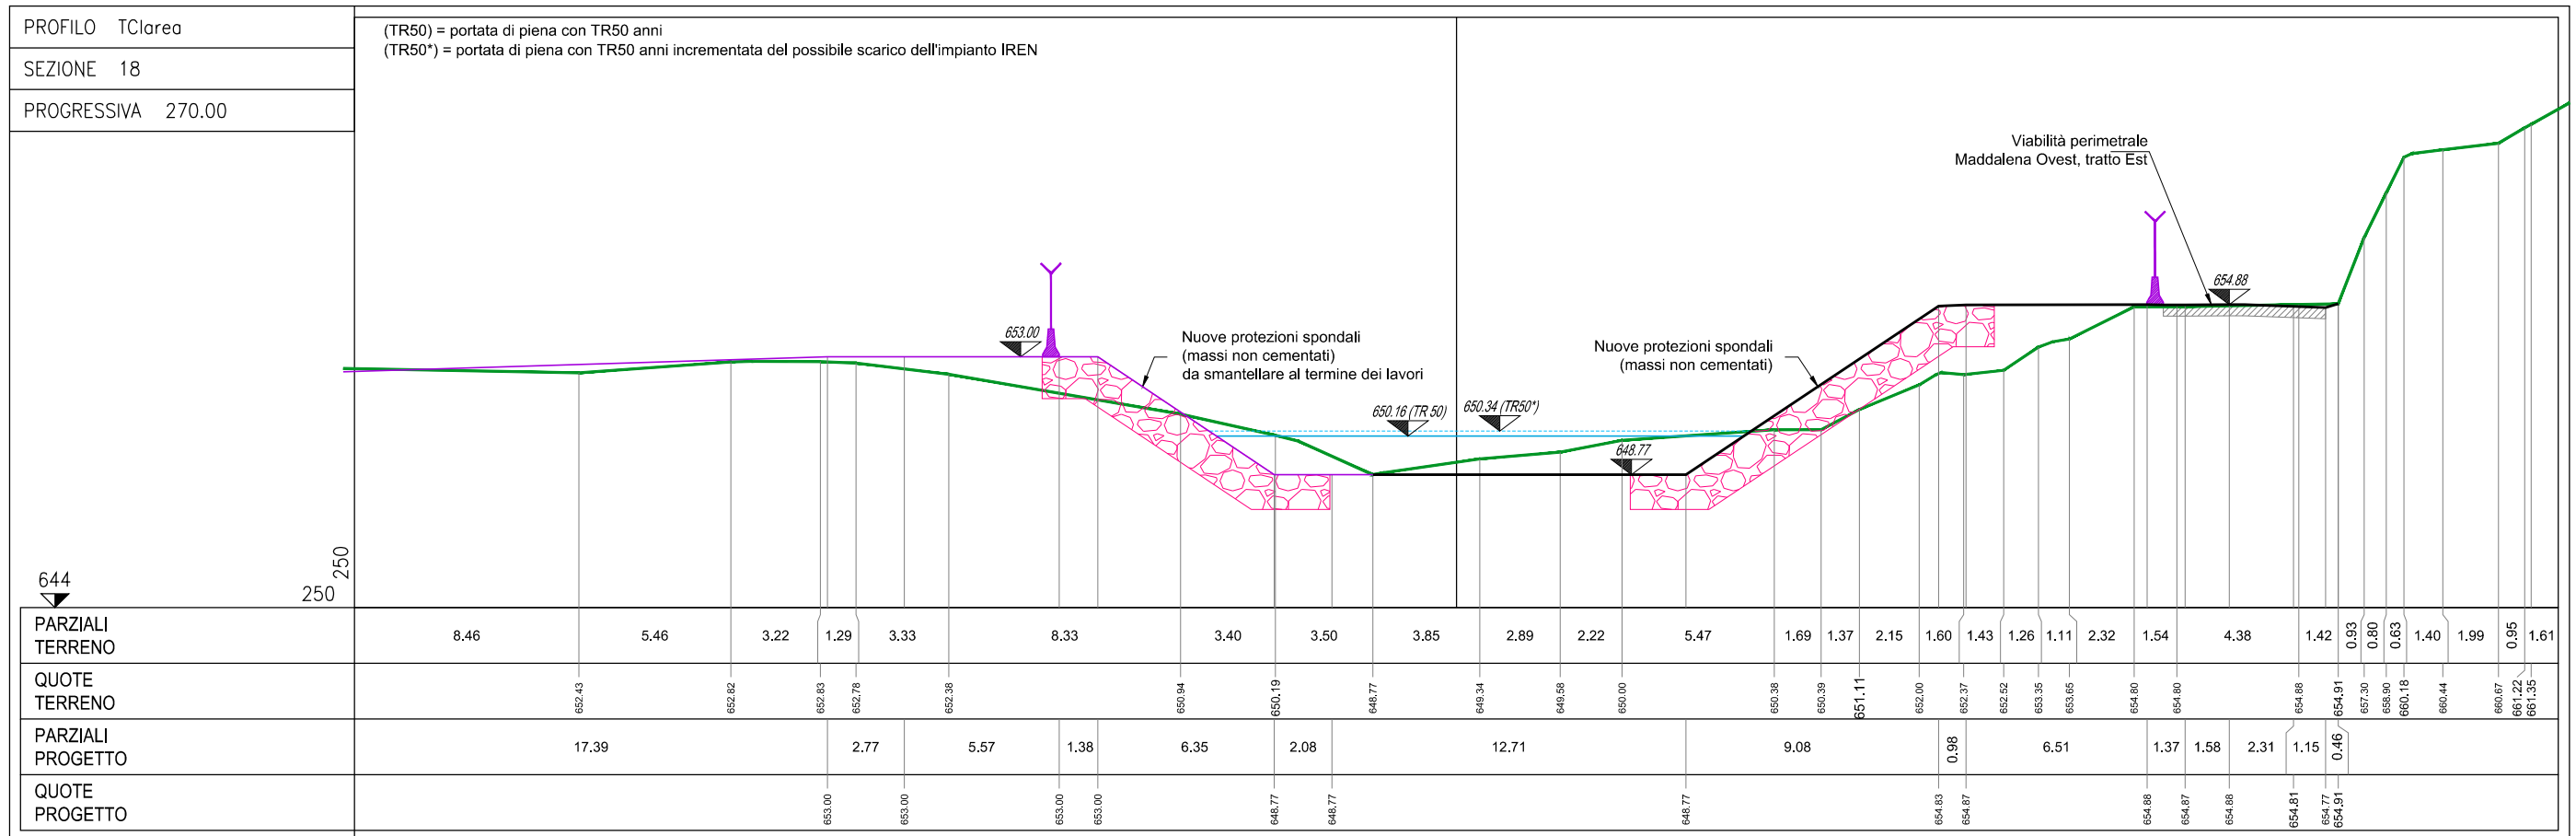 PROFILO TClarea
SEZIONE 18
PROGRESSIVA 270.00
(TR50) = portata di piena con TR50 anni
(TR50*) = portata di piena con TR50 anni incrementata del possibile scarico dell'impianto IREN
Viabilità perimetrale
Maddalena Ovest, tratto Est
654.88
653.00
Nuove protezioni spondali
(massi non cementati)
da smantellare al termine dei lavori
Nuove protezioni spondali
(massi non cementati)
650.16 (TR 50)
650.34 (TR50*)
648.77
250
250
644
PARZIALI
TERRENO
8.46 5.46 3.22 1.29 3.33 8.33 3.40 3.50 3.85 2.89 2.22 5.47 1.69 1.37 2.15 1.60 1.43 1.26 1.11 2.32 1.54 4.38 1.42 0.93 0.80 0.63 1.40 1.99 0.95 1.61
QUOTE
TERRENO
652.43 652.82 652.83 652.78 652.38 650.94 650.19 648.77 649.34 649.58 650.00 650.38 650.39 651.11 652.00 652.37 652.52 653.35 653.65 654.80 654.80 654.88 654.91 657.30 658.90 660.18 660.44 660.67 661.22 661.35
PARZIALI
PROGETTO
17.39 2.77 5.57 1.38 6.35 2.08 12.71 9.08 0.98 6.51 1.37 1.58 2.31 1.15 0.46
QUOTE
PROGETTO
653.00 653.00 653.00 653.00 648.77 648.77 648.77 654.83 654.87 654.88 654.87 654.88 654.81 654.77 654.91